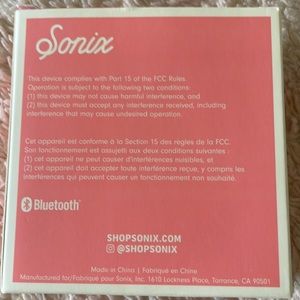 Sonix
This device complies with Part 15 of the FCC Rules.
Operation is subject to the following two conditions:
(1) this device may not cause harmful interference, and
(2) this device must accept any interference received, including
interference that may cause undesired operation.
Cet appareil est conforme à la Section 15 des regles de la FCC.
Son fonctionnement est assujetti aux deux conditions suivantes :
(1) cet appareil ne peut causer d'interférences nuisibles, et
(2) cet appareil doit accepter toute interférence reçue, y compris les
interférences qui peuvent causer un fonctionnement non souhaité.
Bluetooth
SHOPSONIX.COM
@SHOPSONIX
Made in China | Fabriqué en Chine
Manufactured for/Fabriqué pour Sonix, Inc. 1610 Lockness Place, Torrance, CA 90501